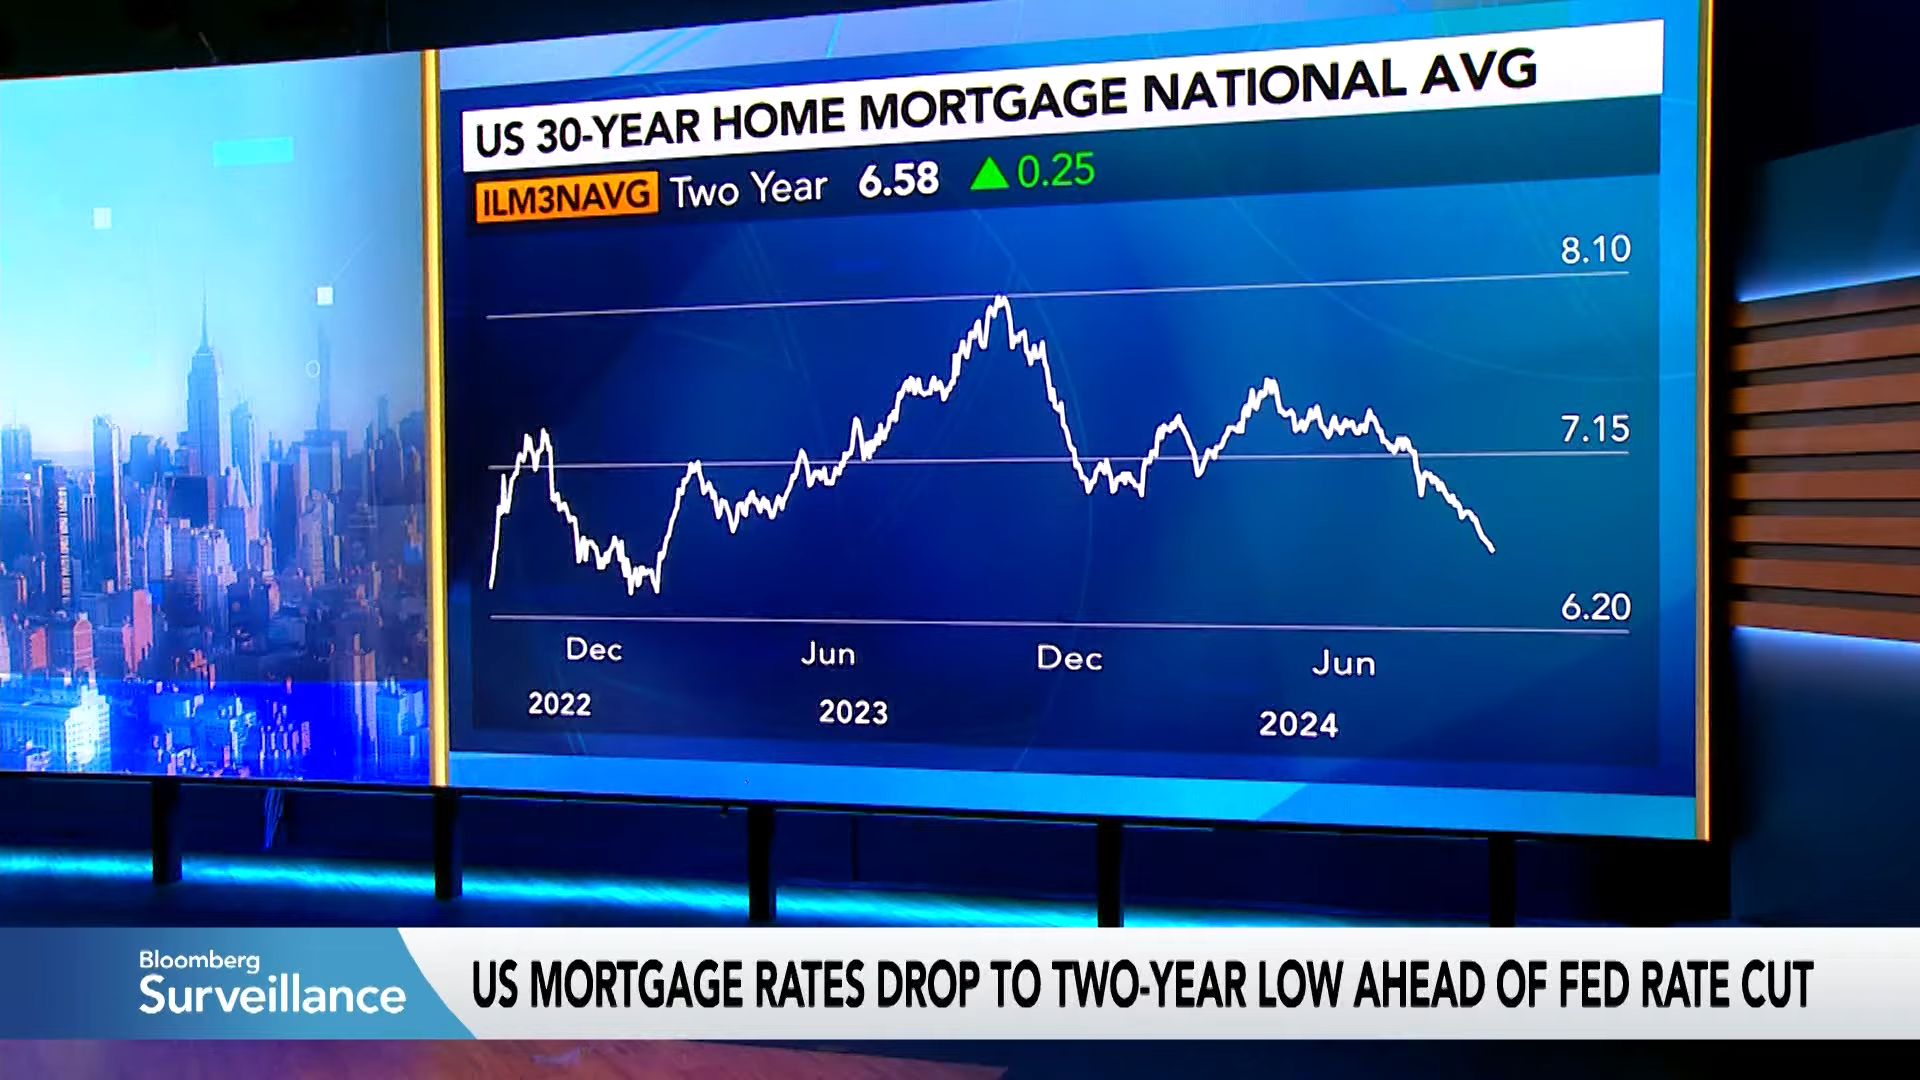 US 30-YEAR HOME MORTGAGE NATIONAL AVG
ILM3NAVG Two Year 6.58 ▲0.25
8.10
7.15
6.20
Dec Jun Dec Jun
2022 2023 2024
Bloomberg
Surveillance
US MORTGAGE RATES DROP TO TWO-YEAR LOW AHEAD OF FED RATE CUT